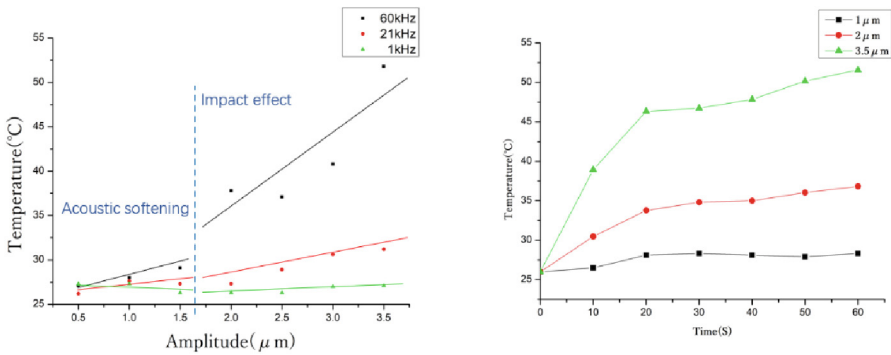 60kHz
21kHz
1kHz
Impact effect
Acoustic softening
Temperature(℃)
55
50
45
40
35
30
25
0.5 1.0 1.5 2.0 2.5 3.0 3.5
Amplitude(μm)
1μm
2μm
3.5μm
Temperature(℃)
55
50
45
40
35
30
25
0 10 20 30 40 50 60
Time(S)